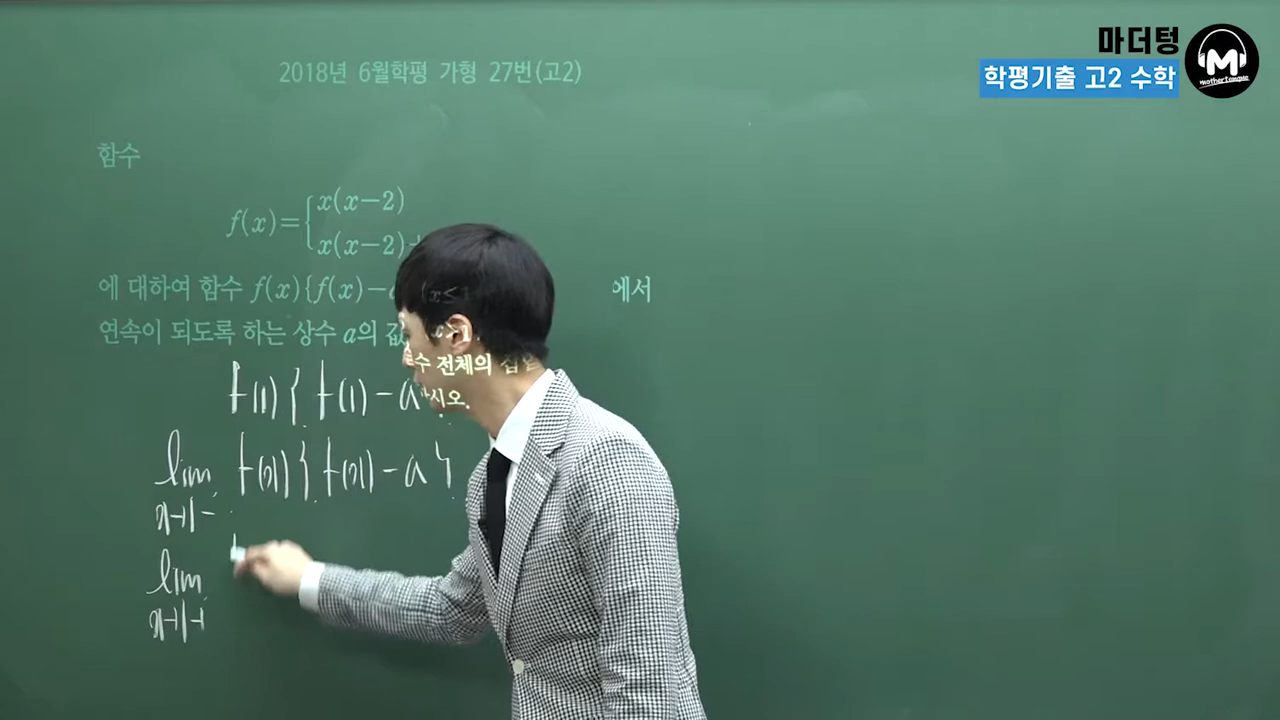 마더텅
학평기출 고2 수학
M
mothertongue
2018년 6월학평 가형 27번(고2)
함수
f(x)={x(x-2)
x(x-2)+
(x≤
에 대하여 함수 f(x){f(x)- 에서
연속이 되도록 하는 상수 a의 값
수 전체의
시오.
f(1){f(1)-a
lim f(x){f(x)-a}
x→1-
lim
x→1+